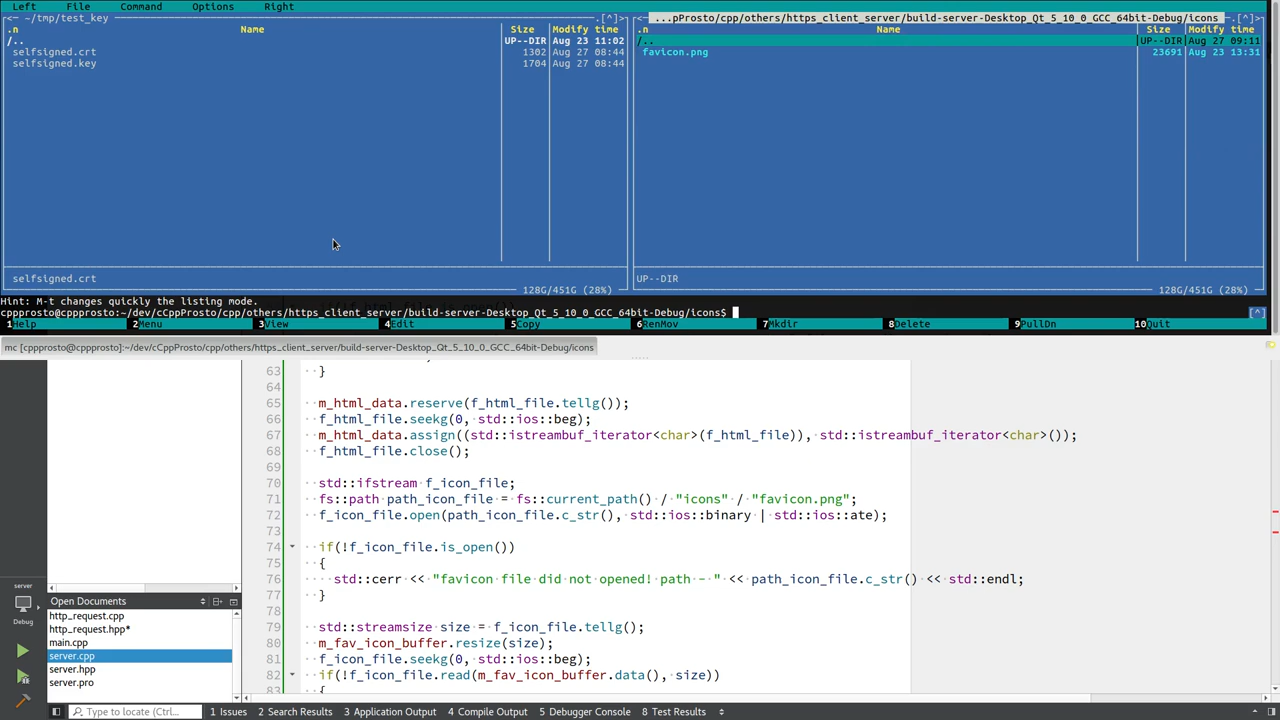 Left File Command Options Right
<─ ~/tmp/test_key .[^]>
.n Name Size Modify time
/.. UP--DIR Aug 23 11:02
selfsigned.crt 1302 Aug 27 08:44
selfsigned.key 1704 Aug 27 08:44
selfsigned.crt
128G/451G (28%)
<─ ...pProsto/cpp/others/https_client_server/build-server-Desktop_Qt_5_10_0_GCC_64bit-Debug/icons .[^]>
.n Name Size Modify time
/.. UP--DIR Aug 27 09:11
favicon.png 23691 Aug 23 13:31
UP--DIR
128G/451G (28%)
Hint: M-t changes quickly the listing mode.
cppprosto@cppprosto:~/dev/cCppProsto/cpp/others/https_client_server/build-server-Desktop_Qt_5_10_0_GCC_64bit-Debug/icons$ [^]
1Help 2Menu 3View 4Edit 5Copy 6RenMov 7Mkdir 8Delete 9PullDn 10Quit
mc [cppprosto@cppprosto]:~/dev/cCppProsto/cpp/others/https_client_server/build-server-Desktop_Qt_5_10_0_GCC_64bit-Debug/icons
63 }
64
65 m_html_data.reserve(f_html_file.tellg());
66 f_html_file.seekg(0, std::ios::beg);
67 m_html_data.assign((std::istreambuf_iterator<char>(f_html_file)), std::istreambuf_iterator<char>());
68 f_html_file.close();
69
70 std::ifstream f_icon_file;
71 fs::path path_icon_file = fs::current_path() / "icons" / "favicon.png";
72 f_icon_file.open(path_icon_file.c_str(), std::ios::binary | std::ios::ate);
73
74 if(!f_icon_file.is_open())
75 {
76 std::cerr << "favicon file did not opened! path - " << path_icon_file.c_str() << std::endl;
77 }
78
79 std::streamsize size = f_icon_file.tellg();
80 m_fav_icon_buffer.resize(size);
81 f_icon_file.seekg(0, std::ios::beg);
82 if(!f_icon_file.read(m_fav_icon_buffer.data(), size))
83 {
server
Debug
Open Documents
http_request.cpp
http_request.hpp*
main.cpp
server.cpp
server.hpp
server.pro
Type to locate (Ctrl... 1 Issues 2 Search Results 3 Application Output 4 Compile Output 5 Debugger Console 8 Test Results